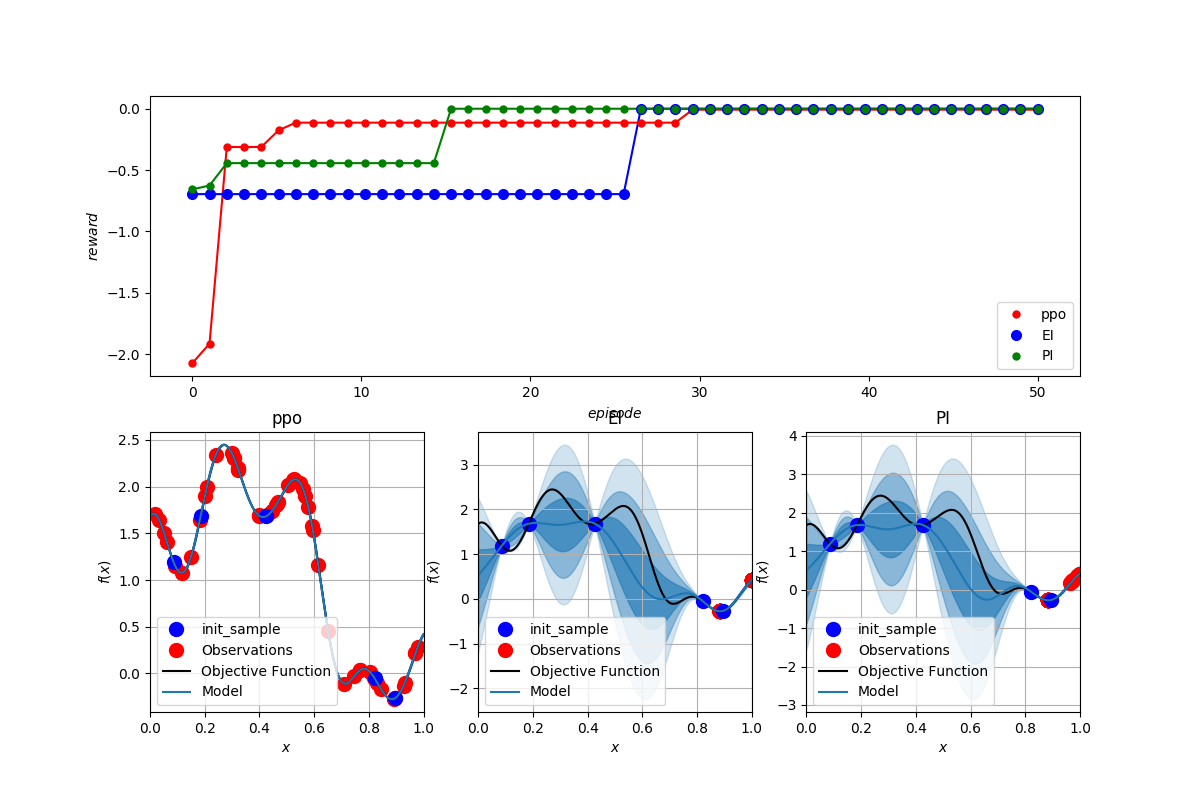 0.0
−0.5
−1.0
−1.5
−2.0
reward
0 10 20 30 40 50
episode
ppo
EI
PI
ppo
2.5
2.0
1.5
1.0
0.5
0.0
f(x)
init_sample
Observations
Objective Function
Model
0.0 0.2 0.4 0.6 0.8 1.0
x
EI
3
2
1
0
−1
−2
f(x)
init_sample
Observations
Objective Function
Model
0.0 0.2 0.4 0.6 0.8 1.0
x
PI
4
3
2
1
0
−1
−2
−3
f(x)
init_sample
Observations
Objective Function
Model
0.0 0.2 0.4 0.6 0.8 1.0
x